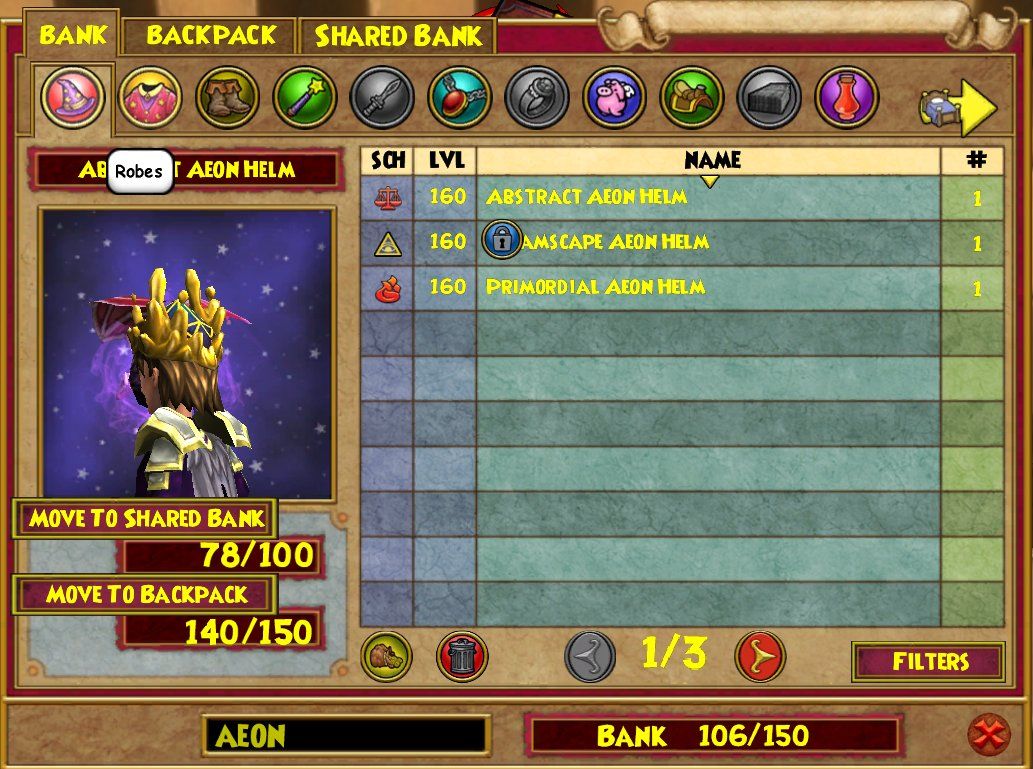 BANK BACKPACK SHARED BANK
Robes
AEON HELM
SCH LVL NAME #
160 ABSTRACT AEON HELM 1
160 AEON HELM 1
160 PRIMORDIAL AEON HELM 1
MOVE TO SHARED BANK
78/100
MOVE TO BACKPACK
140/150
1/3
FILTERS
AEON
BANK 106/150